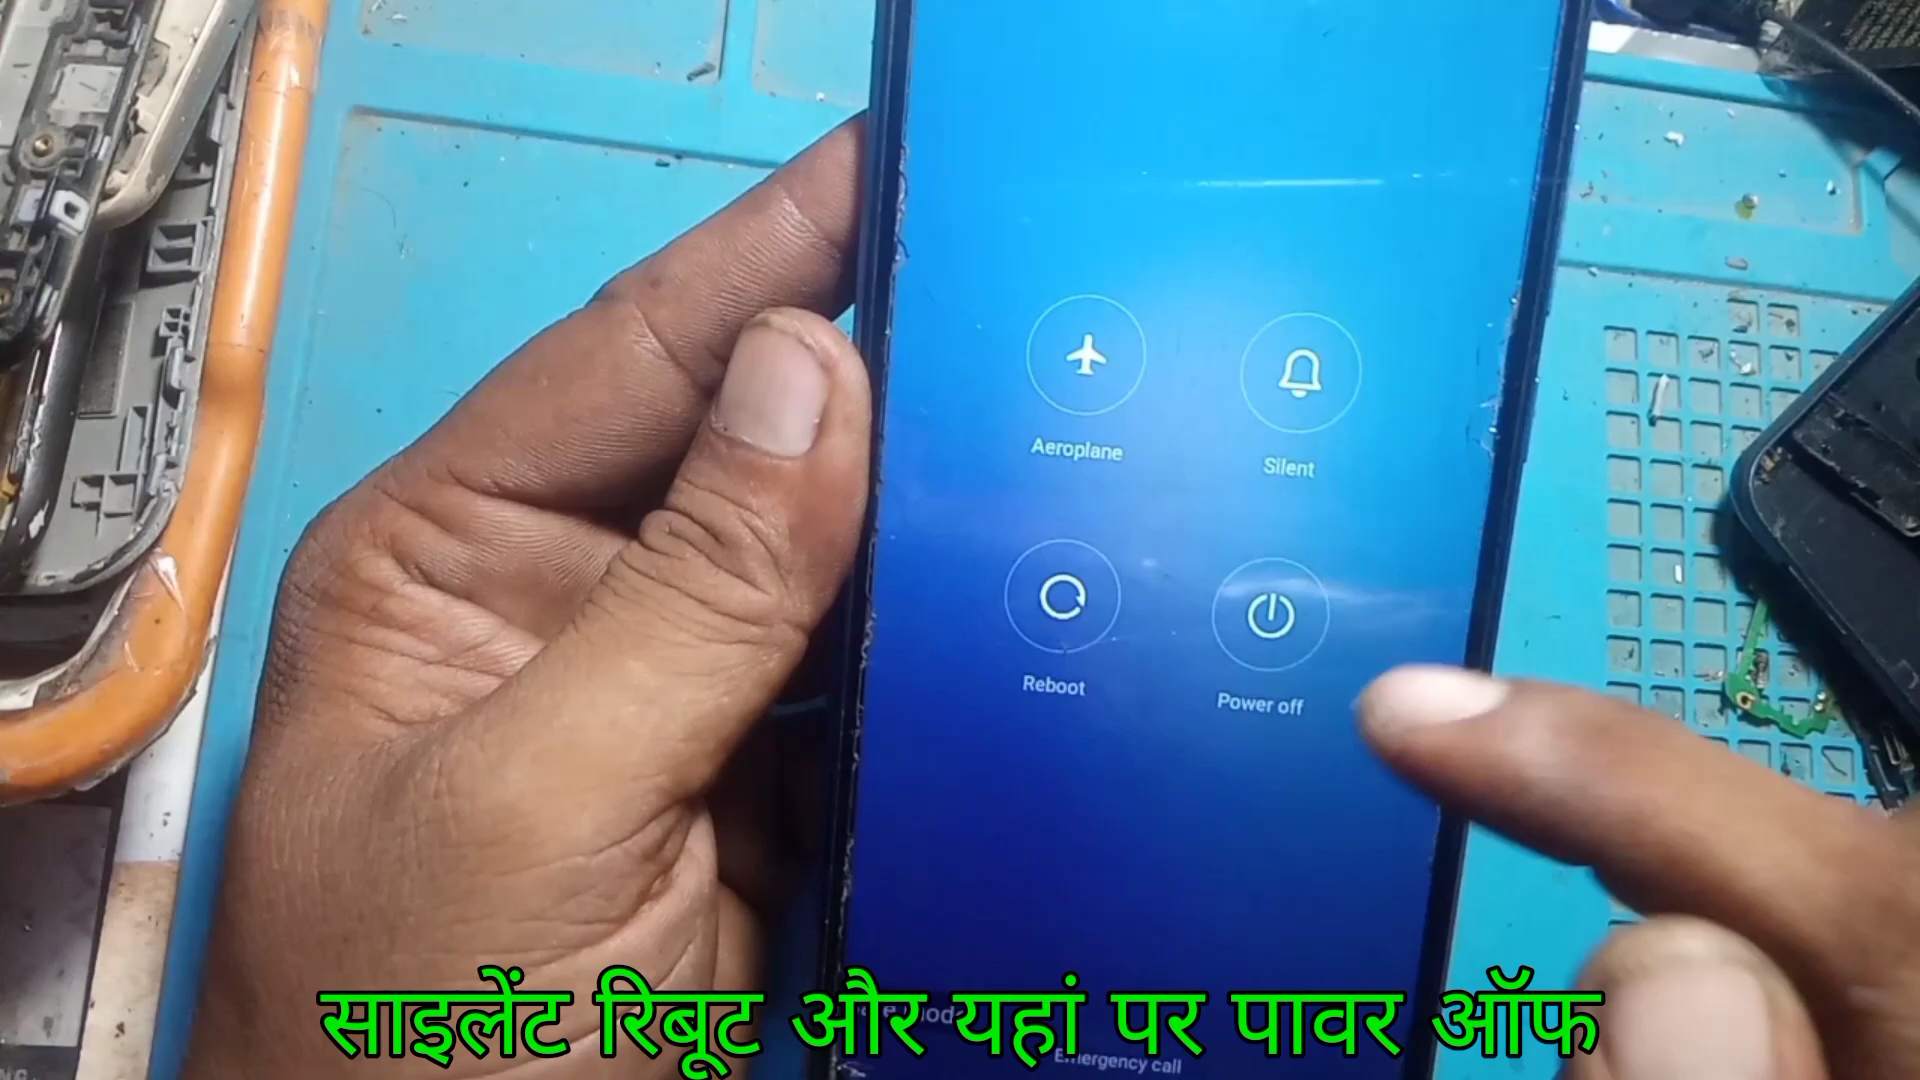 Aeroplane
Silent
Reboot
Power off
साइलेंट रिबूट और यहां पर पावर ऑफ
Emergency call